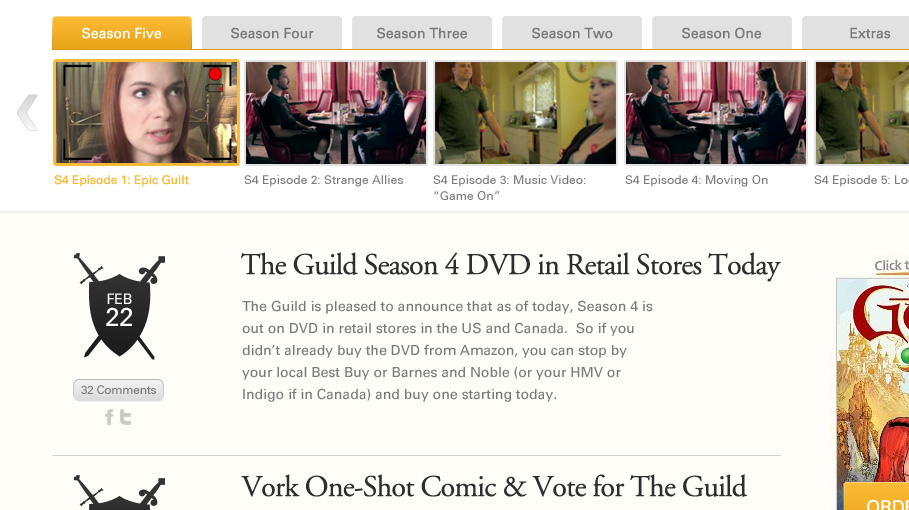 Season Five
Season Four
Season Three
Season Two
Season One
Extras
S4 Episode 1: Epic Guilt
S4 Episode 2: Strange Allies
S4 Episode 3: Music Video:
“Game On”
S4 Episode 4: Moving On
S4 Episode 5: Lo
FEB
22
32 Comments
The Guild Season 4 DVD in Retail Stores Today
The Guild is pleased to announce that as of today, Season 4 is
out on DVD in retail stores in the US and Canada.  So if you
didn’t already buy the DVD from Amazon, you can stop by
your local Best Buy or Barnes and Noble (or your HMV or
Indigo if in Canada) and buy one starting today.
Click t
ORDE
Vork One-Shot Comic & Vote for The Guild